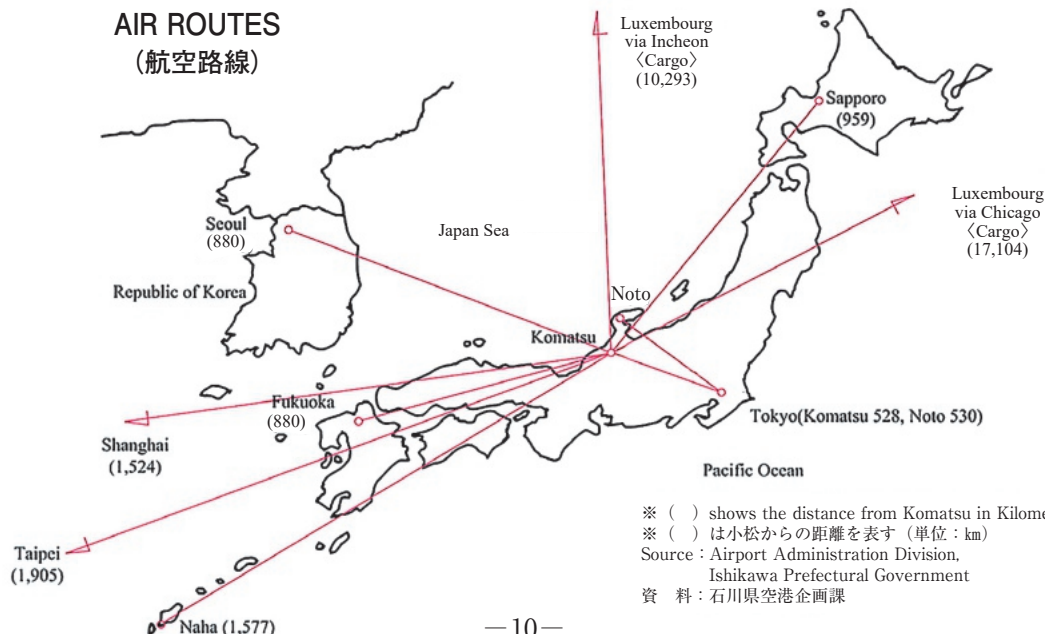 AIR ROUTES
(航空路線)
Luxembourg
via Incheon
〈Cargo〉
(10,293)
Sapporo
(959)
Luxembourg
via Chicago
〈Cargo〉
(17,104)
Seoul
(880)
Japan Sea
Republic of Korea
Noto
Komatsu
Fukuoka
(880)
Tokyo(Komatsu 528, Noto 530)
Shanghai
(1,524)
Pacific Ocean
Taipei
(1,905)
Naha (1,577)
※ ( ) shows the distance from Komatsu in Kilome
※ ( ) は小松からの距離を表す (単位：㎞)
Source：Airport Administration Division,
Ishikawa Prefectural Government
資 料：石川県空港企画課
—10—